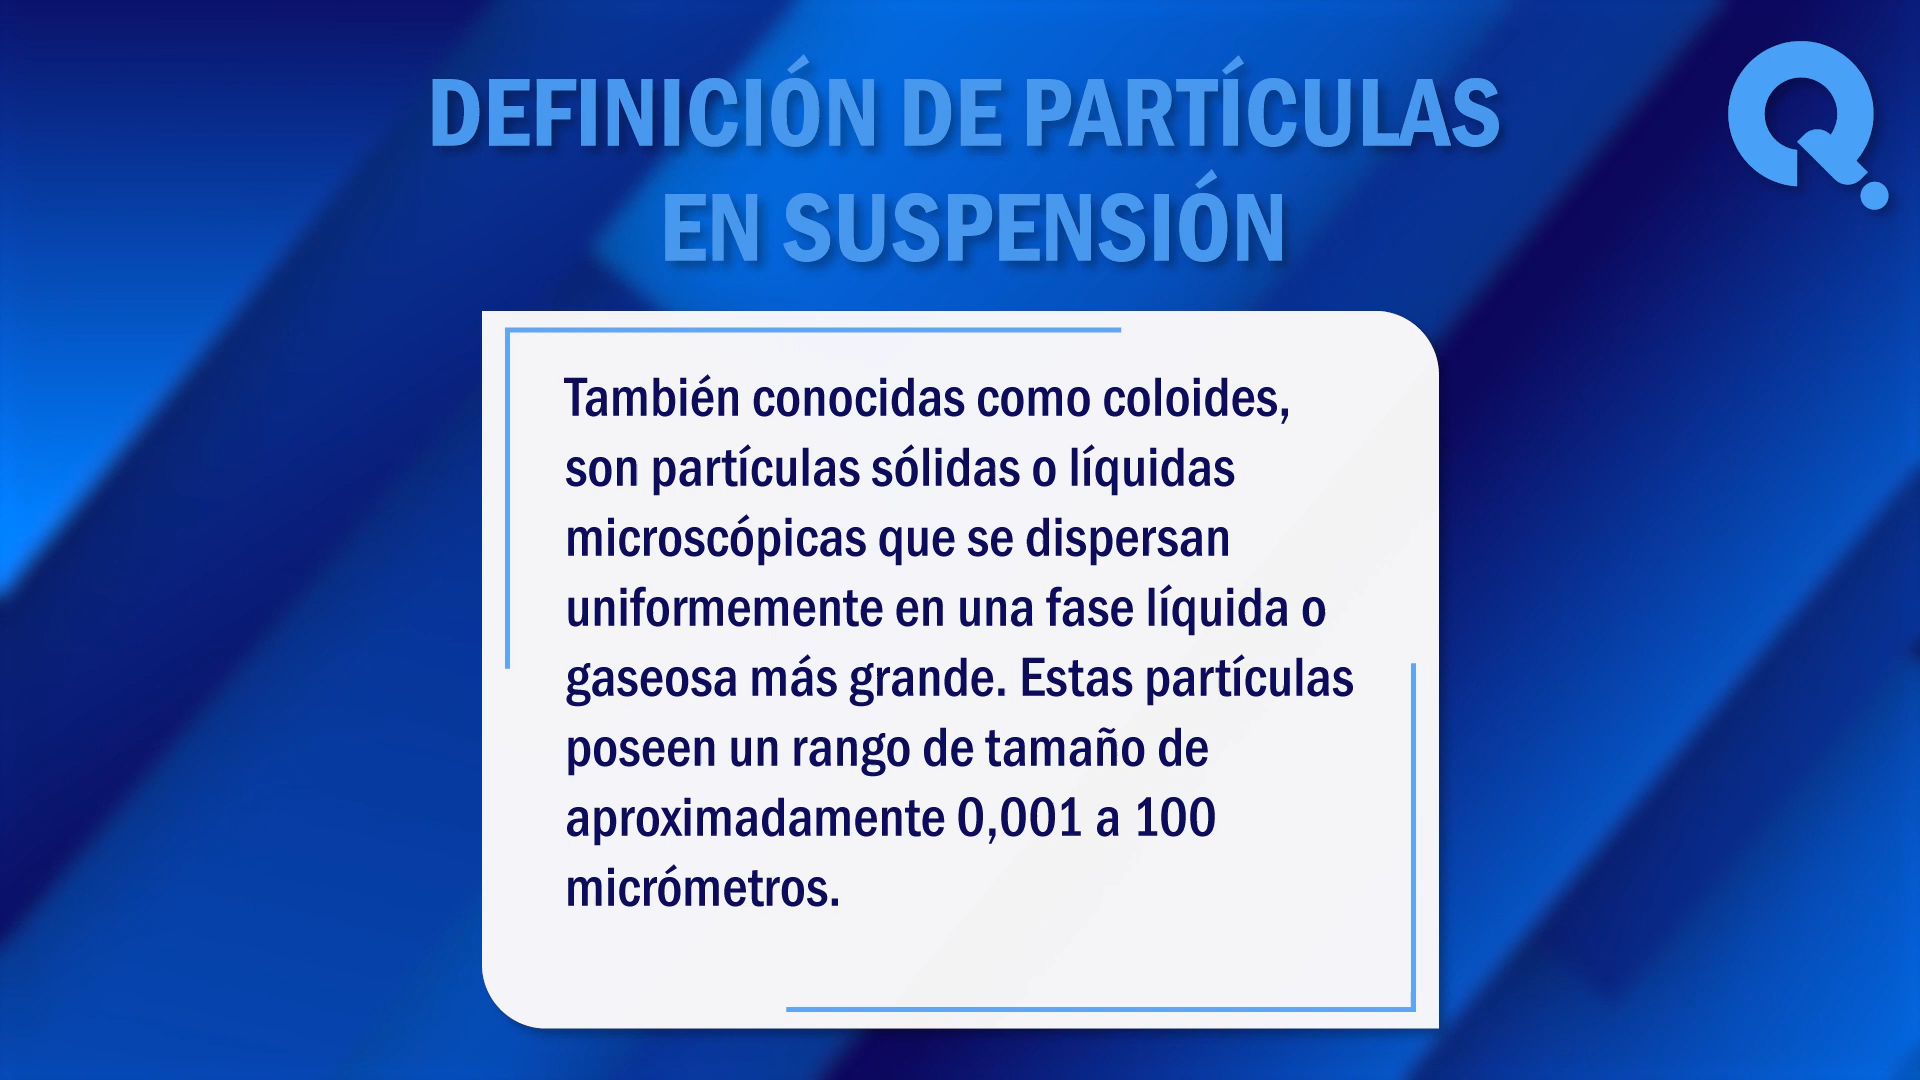 DEFINICIÓN DE PARTÍCULAS
EN SUSPENSIÓN
También conocidas como coloides,
son partículas sólidas o líquidas
microscópicas que se dispersan
uniformemente en una fase líquida o
gaseosa más grande. Estas partículas
poseen un rango de tamaño de
aproximadamente 0,001 a 100
micrómetros.